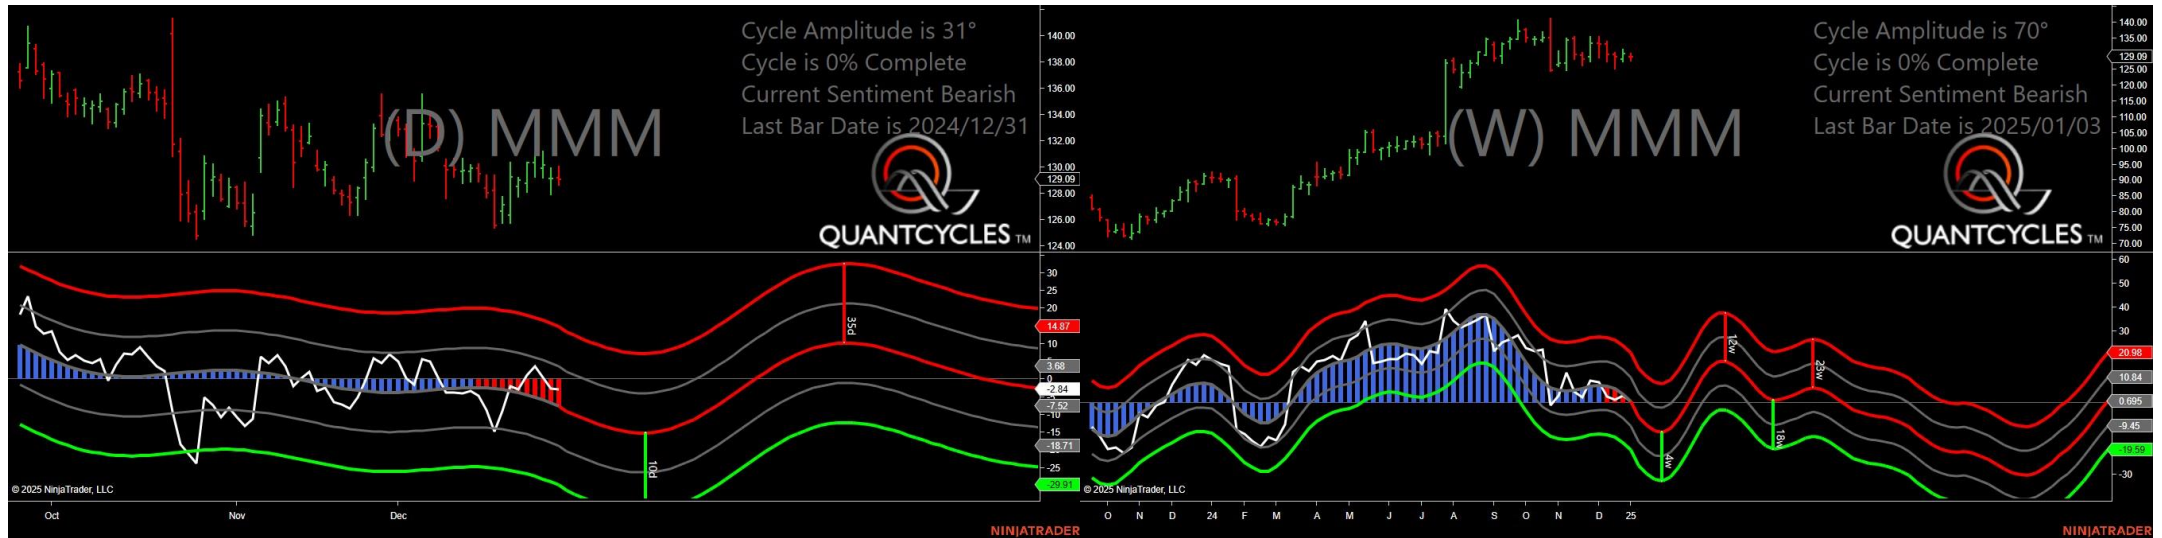 Cycle Amplitude is 31°
Cycle is 0% Complete
Current Sentiment Bearish
Last Bar Date is 2024/12/31
(D) MMM
QUANTCYCLES TM
140.00
138.00
136.00
134.00
132.00
130.00
129.09
128.00
126.00
124.00
30
25
20
14.87
10
3.68
0
-2.84
-7.52
-10
-15
-18.71
-25
-29.91
35d
10d
© 2025 NinjaTrader, LLC
Oct Nov Dec
NINJATRADER
Cycle Amplitude is 70°
Cycle is 0% Complete
Current Sentiment Bearish
Last Bar Date is 2025/01/03
(W) MMM
QUANTCYCLES TM
140.00
135.00
129.09
125.00
120.00
115.00
110.00
105.00
100.00
95.00
90.00
85.00
80.00
75.00
70.00
60
50
40
30
20.98
10.84
0.695
-9.45
-19.59
-30
12w
23w
18w
4w
© 2025 NinjaTrader, LLC
O N D 24 F M A M J J A S O N D 25
NINJATRADER